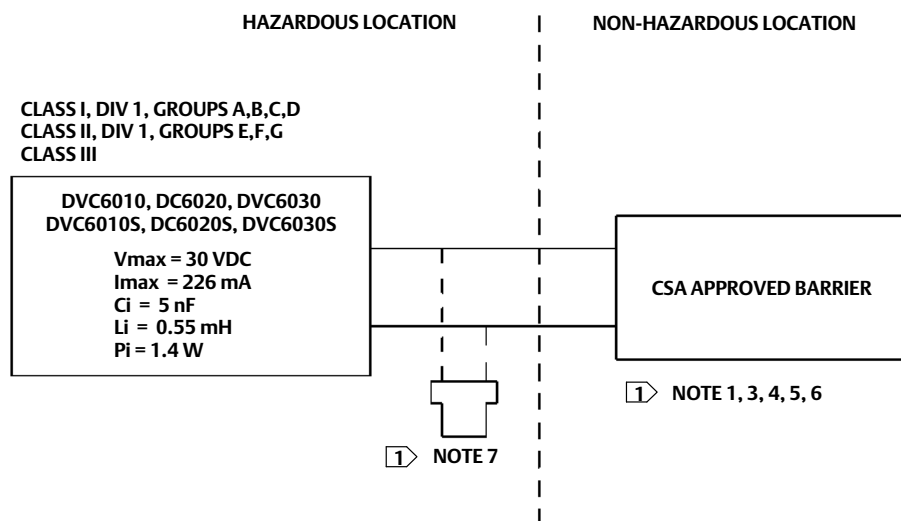 HAZARDOUS LOCATION
NON-HAZARDOUS LOCATION
CLASS I, DIV 1, GROUPS A,B,C,D
CLASS II, DIV 1, GROUPS E,F,G
CLASS III
DVC6010, DC6020, DVC6030
DVC6010S, DC6020S, DVC6030S
Vmax = 30 VDC
Imax = 226 mA
Ci = 5 nF
Li = 0.55 mH
Pi = 1.4 W
CSA APPROVED BARRIER
1 NOTE 1, 3, 4, 5, 6
1 NOTE 7